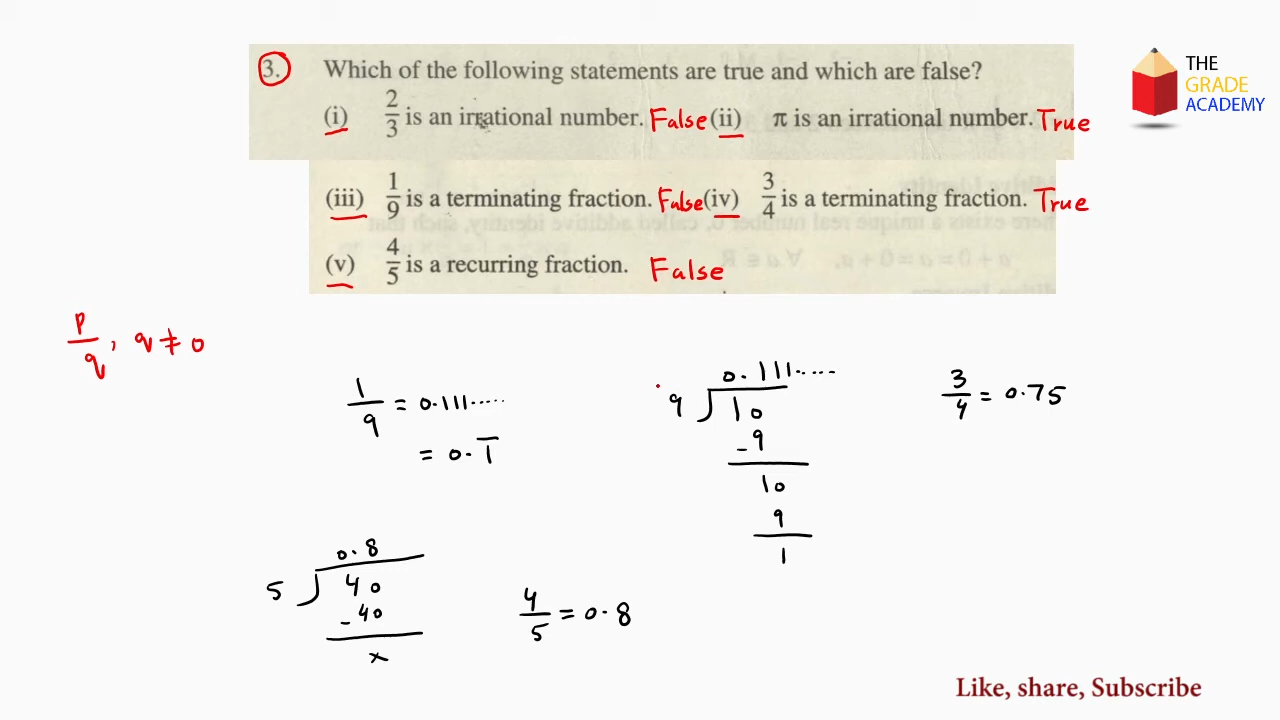 THE
GRADE
ACADEMY
3. Which of the following statements are true and which are false?
(i) 2/3 is an irrational number. False (ii) π is an irrational number. True
(iii) 1/9 is a terminating fraction. False (iv) 3/4 is a terminating fraction. True
(v) 4/5 is a recurring fraction. False
p/q, q ≠ 0
1/9 = 0.111.....
= 0.1̅
0.111.....
9 ) 10
-9
10
9
1
3/4 = 0.75
0.8
5 ) 40
-40
x
4/5 = 0.8
Like, share, Subscribe